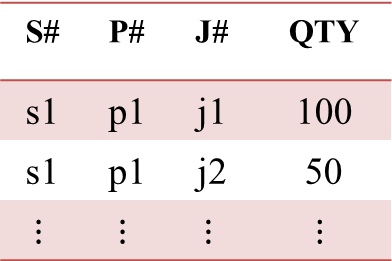 S# P# J# QTY
s1 p1 j1 100
s1 p1 j2 50
⋮ ⋮ ⋮ ⋮